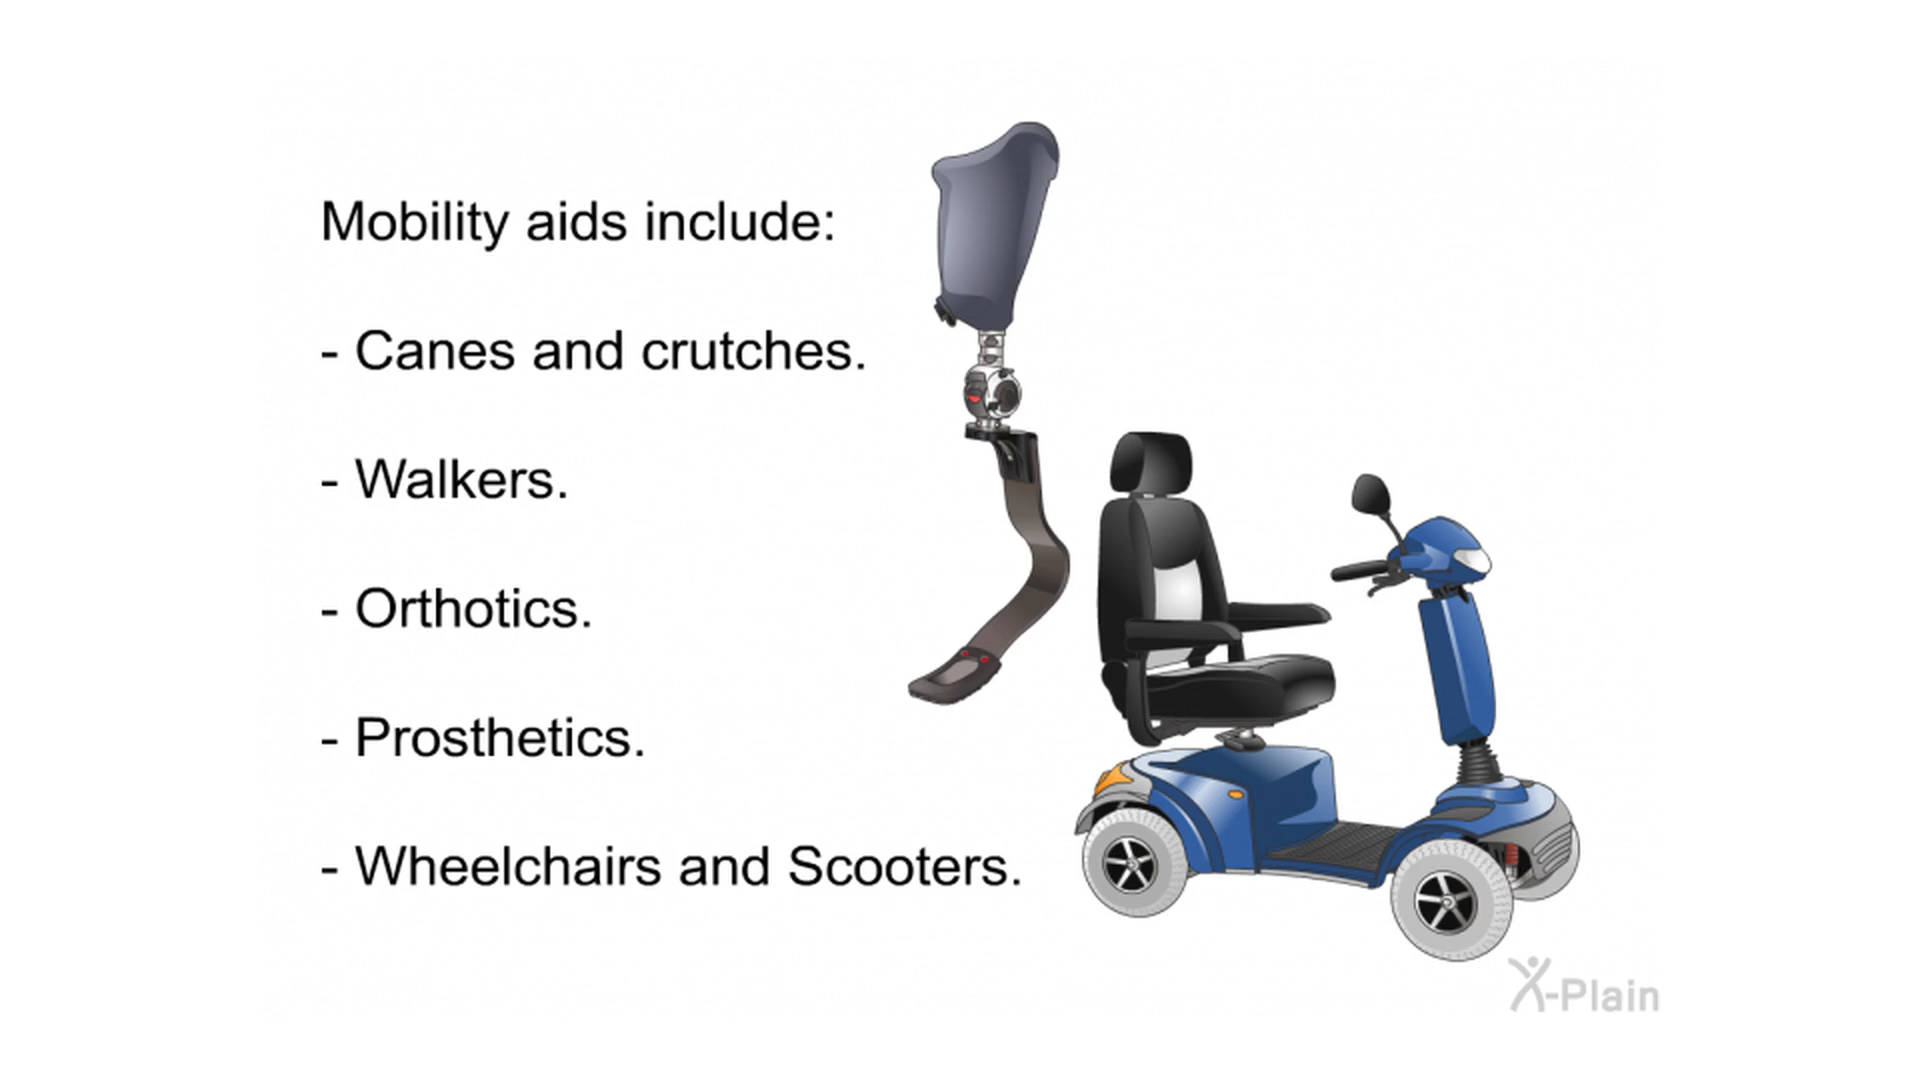 Mobility aids include:
- Canes and crutches.
- Walkers.
- Orthotics.
- Prosthetics.
- Wheelchairs and Scooters.
X-Plain